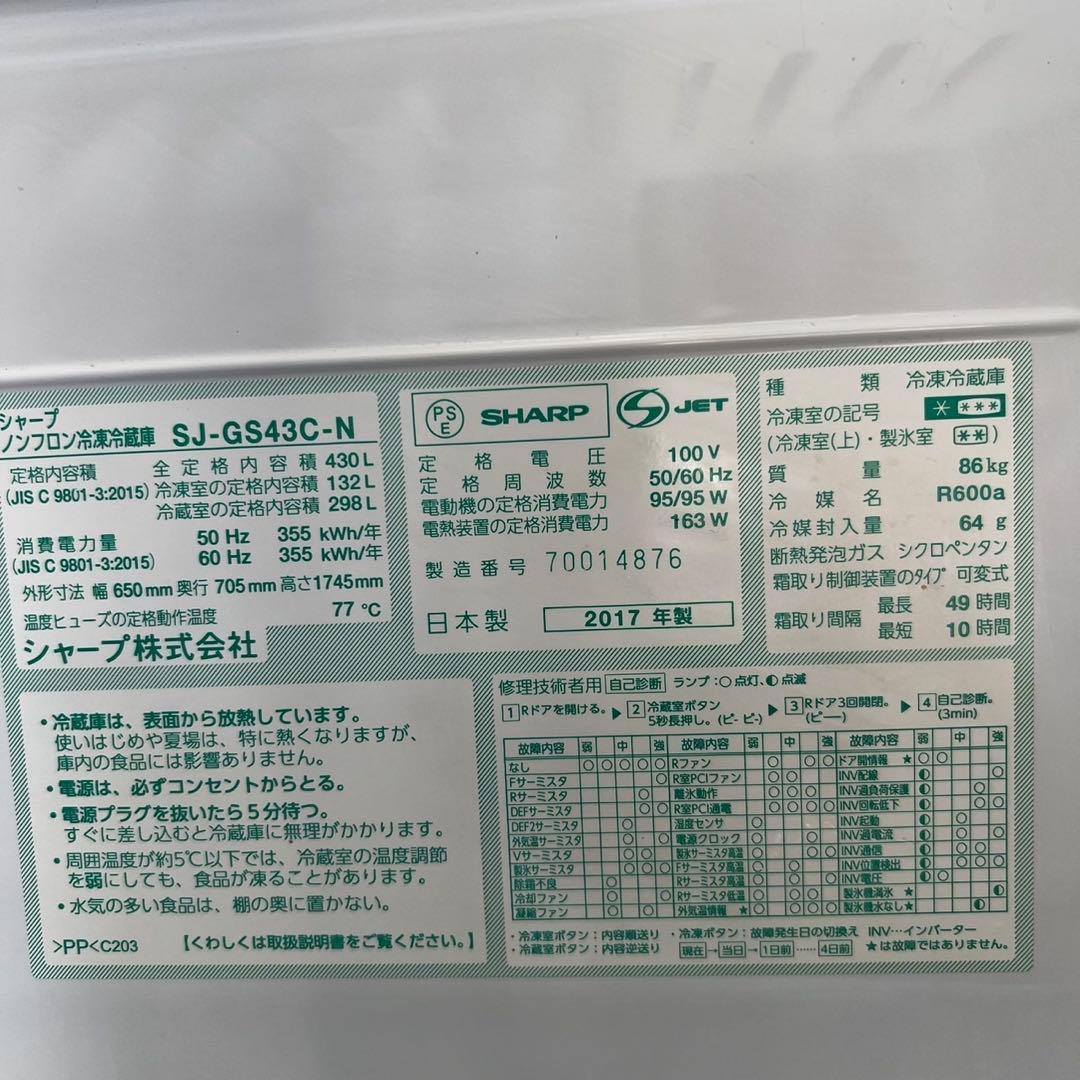 シャープ
ノンフロン冷凍冷蔵庫 SJ-GS43C-N
定格内容積
(JIS C 9801-3:2015)
全定格内容積 430 L
冷凍室の定格内容積 132 L
冷蔵室の定格内容積 298 L
消費電力量
(JIS C 9801-3:2015)
50 Hz 355 kWh/年
60 Hz 355 kWh/年
外形寸法 幅 650 mm 奥行 705 mm 高さ 1745 mm
温度ヒューズの定格動作温度 77 ℃
シャープ株式会社
PSE SHARP JET
定格電圧 100 V
定格周波数 50/60 Hz
電動機の定格消費電力 95/95 W
電熱装置の定格消費電力 163 W
製造番号 70014876
日本製 2017 年製
種類 冷凍冷蔵庫
冷凍室の記号 * ***
(冷凍室(上)・製氷室 ** )
質量 86 kg
冷媒名 R600a
冷媒封入量 64 g
断熱発泡ガス シクロペンタン
霜取り制御装置のタイプ 可変式
霜取り間隔 最長 49 時間
最短 10 時間
・冷蔵庫は、表面から放熱しています。
使いはじめや夏場は、特に熱くなりますが、
庫内の食品には影響ありません。
・電源は、必ずコンセントからとる。
・電源プラグを抜いたら5分待つ。
すぐに差し込むと冷蔵庫に無理がかかります。
・周囲温度が約5℃以下では、冷蔵室の温度調節
を弱にしても、食品が凍ることがあります。
・水気の多い食品は、棚の奥に置かない。
>PP<C203 【くわしくは取扱説明書をご覧ください。】
修理技術者用 自己診断 ランプ:○点灯、◐点滅
1 Rドアを開ける。▶ 2 冷蔵室ボタン 5秒長押し。(ピ- ピ-) ▶ 3 Rドア3回開閉。(ピー) ▶ 4 自己診断。(3min)
故障内容 弱 中 強 故障内容 弱 中 強 故障内容 弱 中 強
なし Rファン ドア開情報 ★
Fサーミスタ R室PCIファン INV配線
Rサーミスタ 離氷動作 INV過負荷保護
DEFサーミスタ R室PCI通電 INV回転低下
DEF2サーミスタ 湿度センサ INV起動
外気温サーミスタ 電源クロック INV過電流
Vサーミスタ 製氷サーミスタ高温 INV通信
製氷サーミスタ Fサーミスタ高温 INV位置検出
除霜不良 Rサーミスタ高温 INV電圧
冷却ファン Rサーミスタ低温 製氷機満氷 ★
凝縮ファン 外気温情報 ★ 製氷機水なし ★
・冷凍室ボタン:内容順送り ・冷凍ボタン:故障発生日の切換え INV…インバーター
・冷蔵室ボタン:内容逆送り 現在→当日→1日前……4日前 ★は故障ではありません。